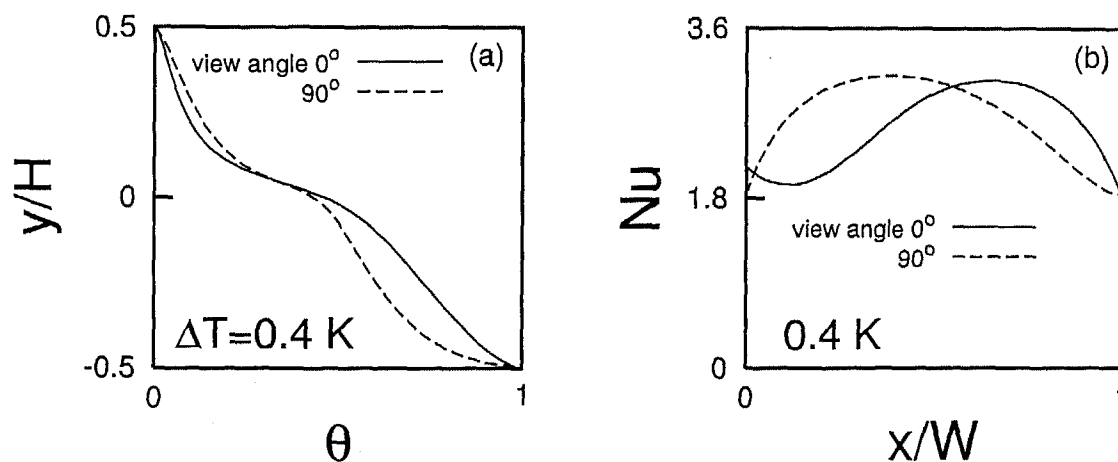 0.5
(a)
view angle 0°
90°
y/H
0
ΔT=0.4 K
-0.5
0
1
θ
3.6
(b)
Nu
1.8
view angle 0°
90°
0.4 K
0
0
x/W